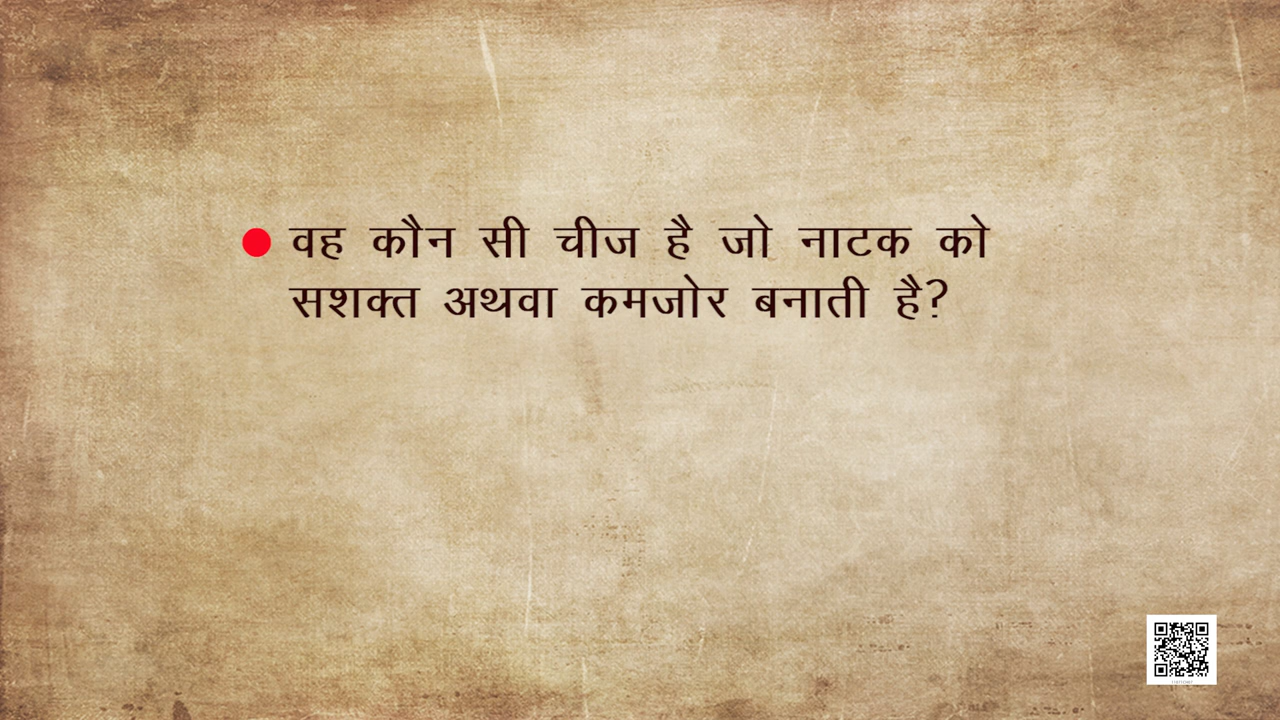 वह कौन सी चीज है जो नाटक को
सशक्त अथवा कमजोर बनाती है?